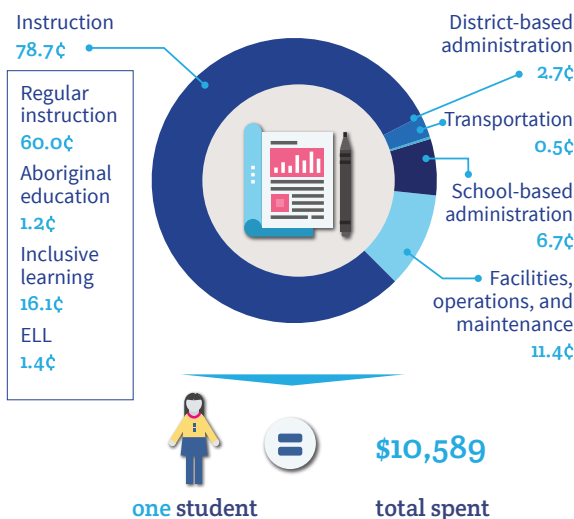 Instruction
78.7¢
Regular
instruction
60.0¢
Aboriginal
education
1.2¢
Inclusive
learning
16.1¢
ELL
1.4¢
District-based
administration
2.7¢
Transportation
0.5¢
School-based
administration
6.7¢
Facilities,
operations, and
maintenance
11.4¢
$10,589
one student
total spent